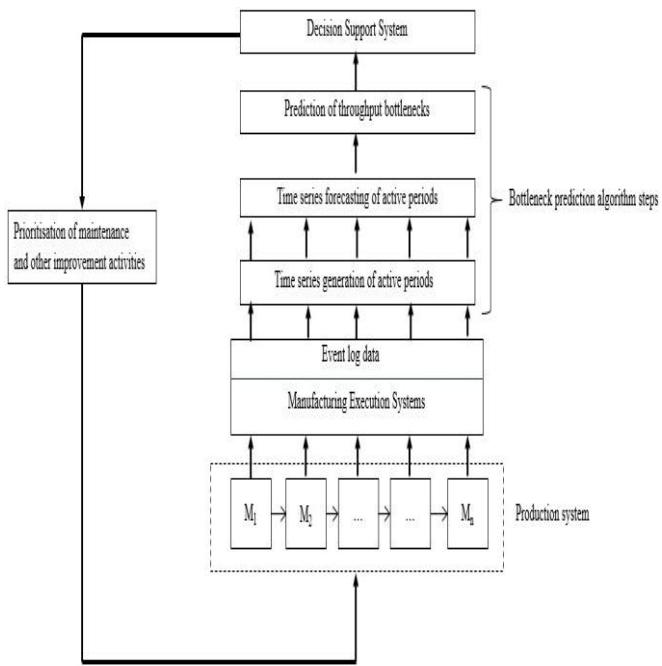 Decision Support System
Prediction of throughput bottlenecks
Time series forecasting of active periods
Bottleneck prediction algorithm steps
Prioritisation of maintenance
and other improvement activities
Time series generation of active periods
Event log data
Manufacturing Execution Systems
M1
M2
...
...
Mn
Production system